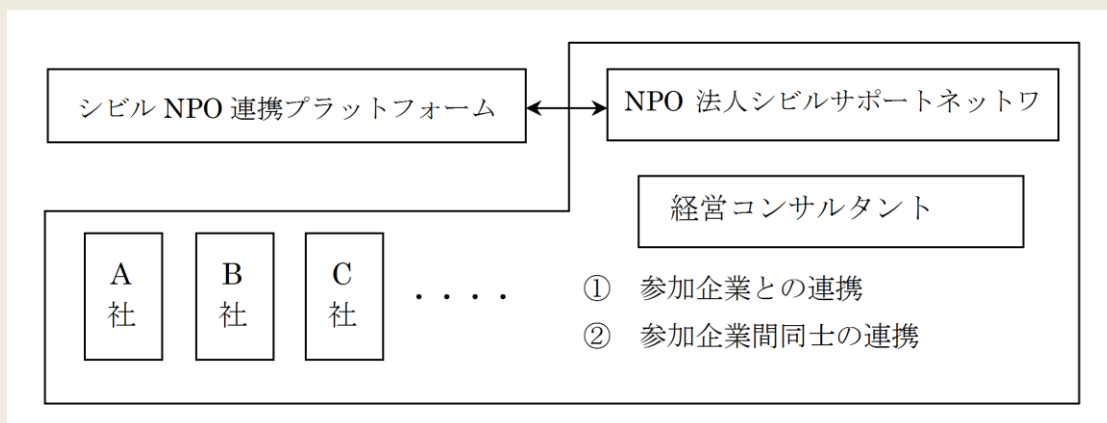 シビル NPO 連携プラットフォーム
NPO 法人シビルサポートネットワ
経営コンサルタント
A
社
B
社
C
社
・・・・
① 参加企業との連携
② 参加企業間同士の連携